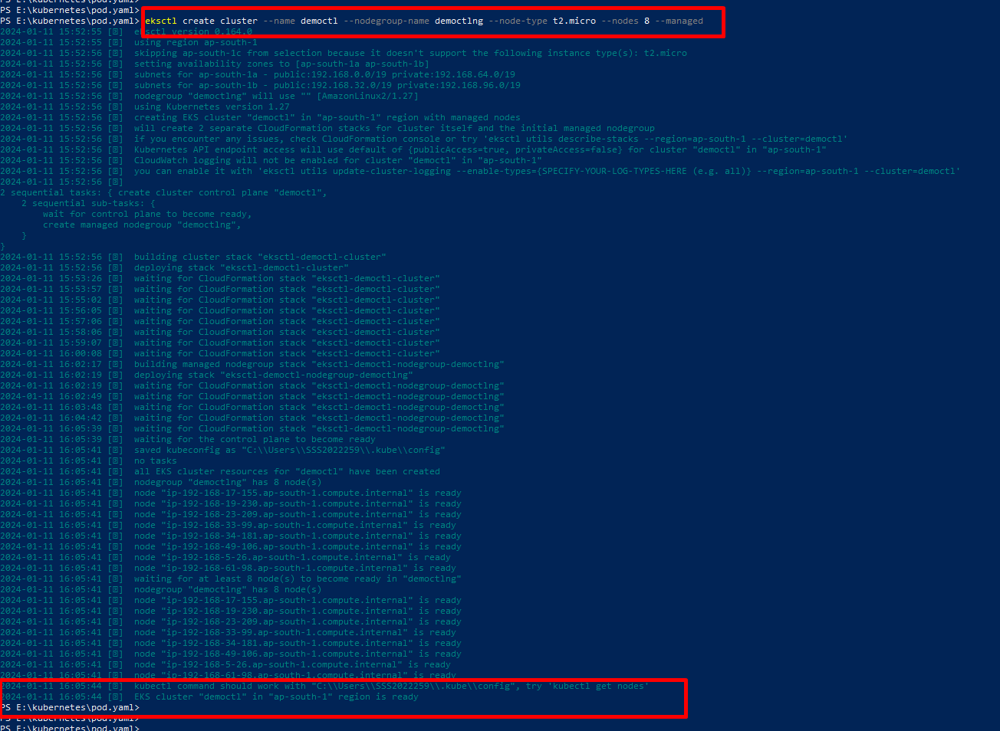 PS E:\kubernetes\pod.yaml>
PS E:\kubernetes\pod.yaml>
PS E:\kubernetes\pod.yaml> eksctl create cluster --name democtl --nodegroup-name democtlng --node-type t2.micro --nodes 8 --managed
2024-01-11 15:52:55 [ℹ]  eksctl version 0.164.0
2024-01-11 15:52:55 [ℹ]  using region ap-south-1
2024-01-11 15:52:56 [ℹ]  skipping ap-south-1c from selection because it doesn't support the following instance type(s): t2.micro
2024-01-11 15:52:56 [ℹ]  setting availability zones to [ap-south-1a ap-south-1b]
2024-01-11 15:52:56 [ℹ]  subnets for ap-south-1a - public:192.168.0.0/19 private:192.168.64.0/19
2024-01-11 15:52:56 [ℹ]  subnets for ap-south-1b - public:192.168.32.0/19 private:192.168.96.0/19
2024-01-11 15:52:56 [ℹ]  nodegroup "democtlng" will use "" [AmazonLinux2/1.27]
2024-01-11 15:52:56 [ℹ]  using Kubernetes version 1.27
2024-01-11 15:52:56 [ℹ]  creating EKS cluster "democtl" in "ap-south-1" region with managed nodes
2024-01-11 15:52:56 [ℹ]  will create 2 separate CloudFormation stacks for cluster itself and the initial managed nodegroup
2024-01-11 15:52:56 [ℹ]  if you encounter any issues, check CloudFormation console or try 'eksctl utils describe-stacks --region=ap-south-1 --cluster=democtl'
2024-01-11 15:52:56 [ℹ]  Kubernetes API endpoint access will use default of {publicAccess=true, privateAccess=false} for cluster "democtl" in "ap-south-1"
2024-01-11 15:52:56 [ℹ]  CloudWatch logging will not be enabled for cluster "democtl" in "ap-south-1"
2024-01-11 15:52:56 [ℹ]  you can enable it with 'eksctl utils update-cluster-logging --enable-types={SPECIFY-YOUR-LOG-TYPES-HERE (e.g. all)} --region=ap-south-1 --cluster=democtl'
2024-01-11 15:52:56 [ℹ]
2 sequential tasks: { create cluster control plane "democtl",
    2 sequential sub-tasks: {
        wait for control plane to become ready,
        create managed nodegroup "democtlng",
    }
}
2024-01-11 15:52:56 [ℹ]  building cluster stack "eksctl-democtl-cluster"
2024-01-11 15:52:56 [ℹ]  deploying stack "eksctl-democtl-cluster"
2024-01-11 15:53:26 [ℹ]  waiting for CloudFormation stack "eksctl-democtl-cluster"
2024-01-11 15:53:57 [ℹ]  waiting for CloudFormation stack "eksctl-democtl-cluster"
2024-01-11 15:55:02 [ℹ]  waiting for CloudFormation stack "eksctl-democtl-cluster"
2024-01-11 15:56:05 [ℹ]  waiting for CloudFormation stack "eksctl-democtl-cluster"
2024-01-11 15:57:06 [ℹ]  waiting for CloudFormation stack "eksctl-democtl-cluster"
2024-01-11 15:58:06 [ℹ]  waiting for CloudFormation stack "eksctl-democtl-cluster"
2024-01-11 15:59:07 [ℹ]  waiting for CloudFormation stack "eksctl-democtl-cluster"
2024-01-11 16:00:08 [ℹ]  waiting for CloudFormation stack "eksctl-democtl-cluster"
2024-01-11 16:02:17 [ℹ]  building managed nodegroup stack "eksctl-democtl-nodegroup-democtlng"
2024-01-11 16:02:19 [ℹ]  deploying stack "eksctl-democtl-nodegroup-democtlng"
2024-01-11 16:02:19 [ℹ]  waiting for CloudFormation stack "eksctl-democtl-nodegroup-democtlng"
2024-01-11 16:02:49 [ℹ]  waiting for CloudFormation stack "eksctl-democtl-nodegroup-democtlng"
2024-01-11 16:03:48 [ℹ]  waiting for CloudFormation stack "eksctl-democtl-nodegroup-democtlng"
2024-01-11 16:04:42 [ℹ]  waiting for CloudFormation stack "eksctl-democtl-nodegroup-democtlng"
2024-01-11 16:05:39 [ℹ]  waiting for CloudFormation stack "eksctl-democtl-nodegroup-democtlng"
2024-01-11 16:05:39 [ℹ]  waiting for the control plane to become ready
2024-01-11 16:05:41 [ℹ]  saved kubeconfig as "C:\\Users\\SSS2022259\\.kube\\config"
2024-01-11 16:05:41 [ℹ]  no tasks
2024-01-11 16:05:41 [ℹ]  all EKS cluster resources for "democtl" have been created
2024-01-11 16:05:41 [ℹ]  nodegroup "democtlng" has 8 node(s)
2024-01-11 16:05:41 [ℹ]  node "ip-192-168-17-155.ap-south-1.compute.internal" is ready
2024-01-11 16:05:41 [ℹ]  node "ip-192-168-19-230.ap-south-1.compute.internal" is ready
2024-01-11 16:05:41 [ℹ]  node "ip-192-168-23-209.ap-south-1.compute.internal" is ready
2024-01-11 16:05:41 [ℹ]  node "ip-192-168-33-99.ap-south-1.compute.internal" is ready
2024-01-11 16:05:41 [ℹ]  node "ip-192-168-34-181.ap-south-1.compute.internal" is ready
2024-01-11 16:05:41 [ℹ]  node "ip-192-168-49-106.ap-south-1.compute.internal" is ready
2024-01-11 16:05:41 [ℹ]  node "ip-192-168-5-26.ap-south-1.compute.internal" is ready
2024-01-11 16:05:41 [ℹ]  node "ip-192-168-61-98.ap-south-1.compute.internal" is ready
2024-01-11 16:05:41 [ℹ]  waiting for at least 8 node(s) to become ready in "democtlng"
2024-01-11 16:05:41 [ℹ]  nodegroup "democtlng" has 8 node(s)
2024-01-11 16:05:41 [ℹ]  node "ip-192-168-17-155.ap-south-1.compute.internal" is ready
2024-01-11 16:05:41 [ℹ]  node "ip-192-168-19-230.ap-south-1.compute.internal" is ready
2024-01-11 16:05:41 [ℹ]  node "ip-192-168-23-209.ap-south-1.compute.internal" is ready
2024-01-11 16:05:41 [ℹ]  node "ip-192-168-33-99.ap-south-1.compute.internal" is ready
2024-01-11 16:05:41 [ℹ]  node "ip-192-168-34-181.ap-south-1.compute.internal" is ready
2024-01-11 16:05:41 [ℹ]  node "ip-192-168-49-106.ap-south-1.compute.internal" is ready
2024-01-11 16:05:41 [ℹ]  node "ip-192-168-5-26.ap-south-1.compute.internal" is ready
2024-01-11 16:05:41 [ℹ]  node "ip-192-168-61-98.ap-south-1.compute.internal" is ready
2024-01-11 16:05:44 [ℹ]  kubectl command should work with "C:\\Users\\SSS2022259\\.kube\\config", try 'kubectl get nodes'
2024-01-11 16:05:44 [ℹ]  EKS cluster "democtl" in "ap-south-1" region is ready
PS E:\kubernetes\pod.yaml>
PS E:\kubernetes\pod.yaml>
PS E:\kubernetes\pod.yaml>